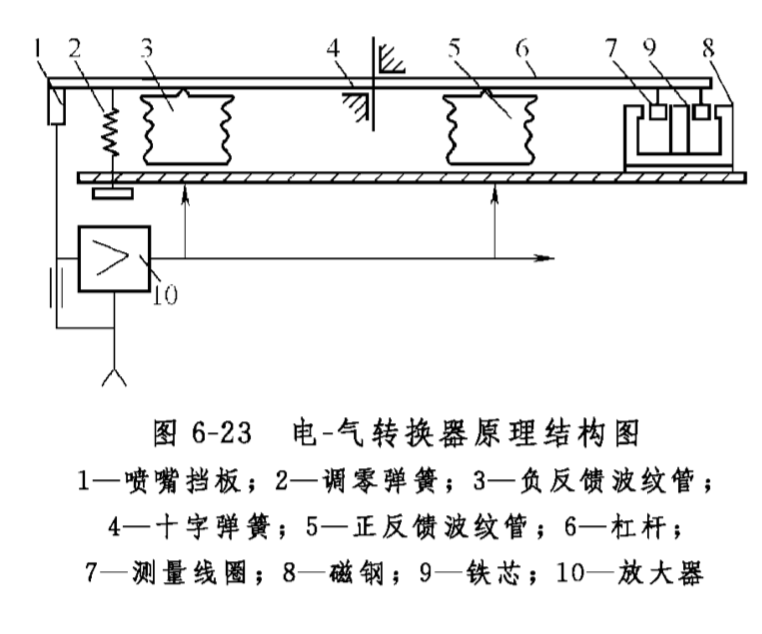 1 2 3 4 5 6 7 9 8
10
图 6-23 电-气转换器原理结构图
1—喷嘴挡板；2—调零弹簧；3—负反馈波纹管；
4—十字弹簧；5—正反馈波纹管；6—杠杆；
7—测量线圈；8—磁钢；9—铁芯；10—放大器